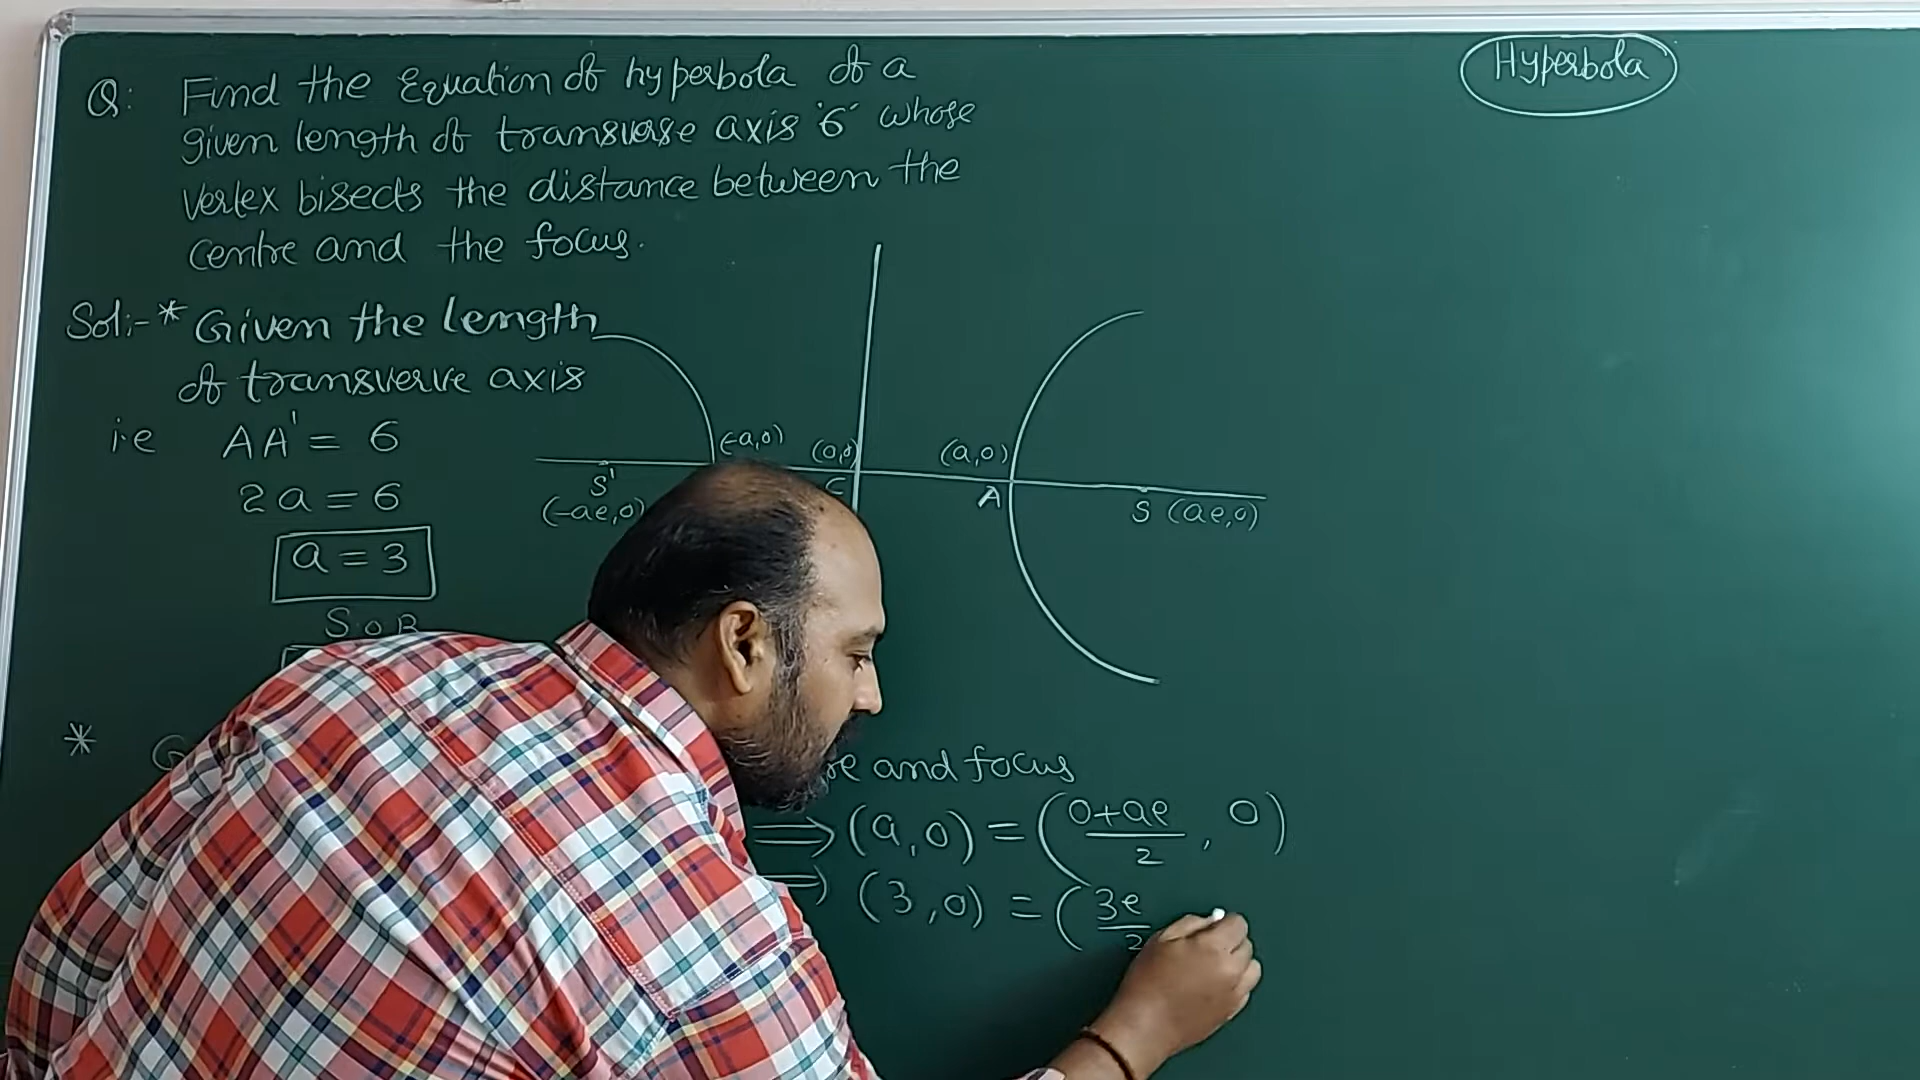 Hyperbola
Q: Find the Equation of hyperbola of a
given length of transverse axis '6' whose
vertex bisects the distance between the
centre and the focus.
Sol:- * Given the length
of transverve axis
i.e AA' = 6
2a = 6
a = 3
S.O.B
(-a,0) (0,0) (a,0)
S' C A S (ae,0)
(-ae,0)
* G
re and focus
⟹ (a,0) = (0+ae/2, 0)
⟹ (3,0) = (3e/2